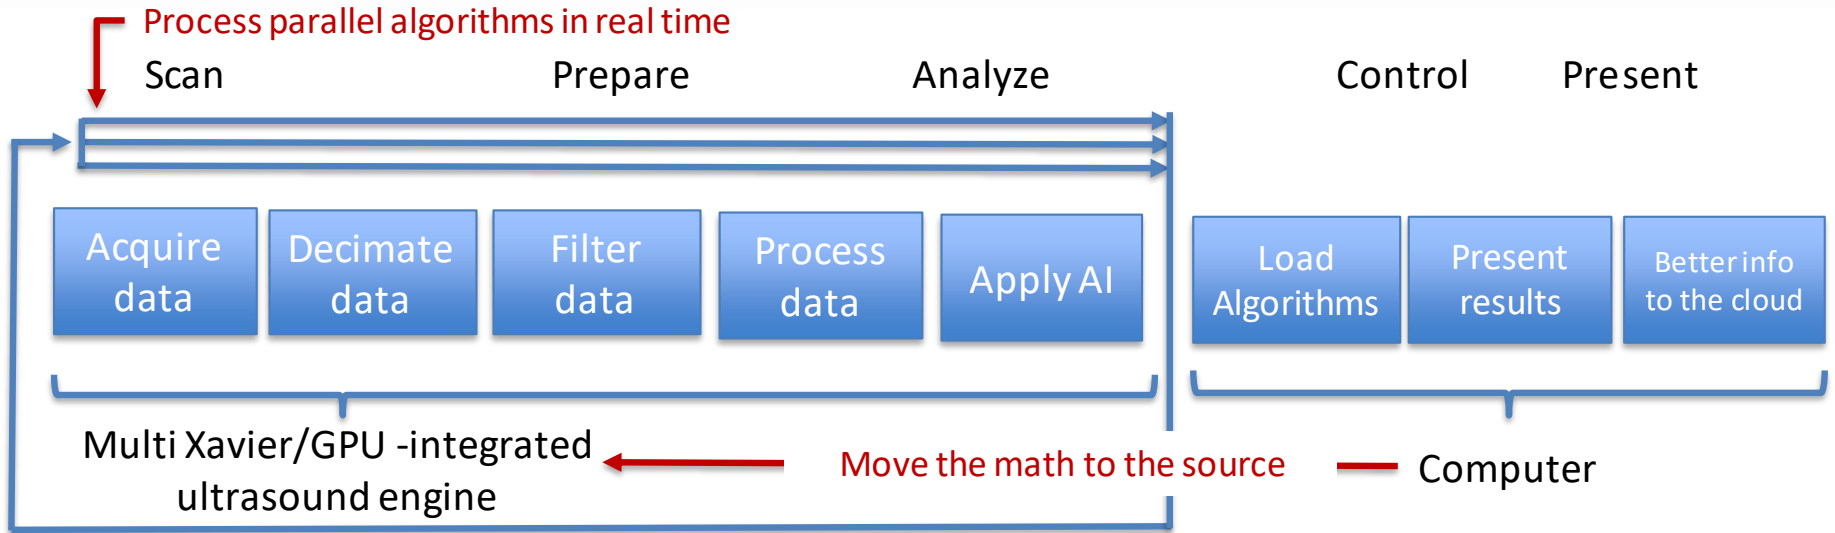 Process parallel algorithms in real time
Scan
Prepare
Analyze
Control
Present
Acquire
data
Decimate
data
Filter
data
Process
data
Apply AI
Load
Algorithms
Present
results
Better info
to the cloud
Multi Xavier/GPU -integrated
ultrasound engine
Move the math to the source
Computer